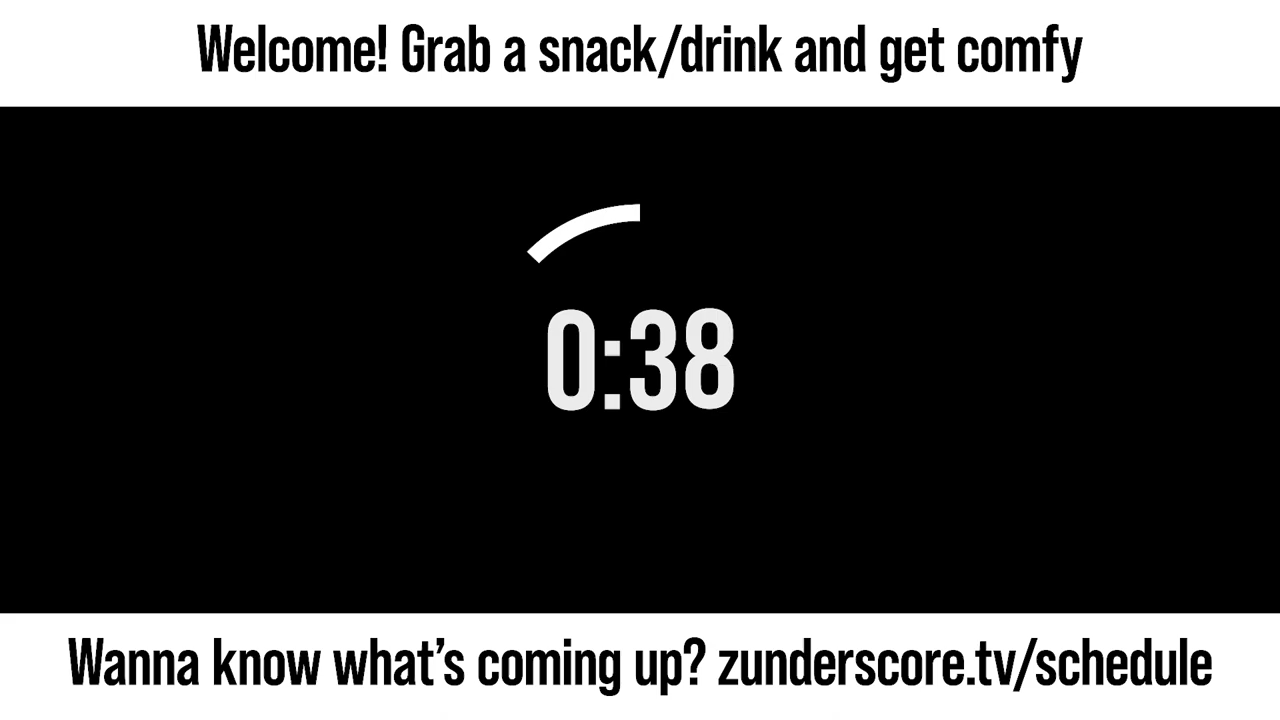 Welcome! Grab a snack/drink and get comfy
0:38
Wanna know what's coming up? zunderscore.tv/schedule